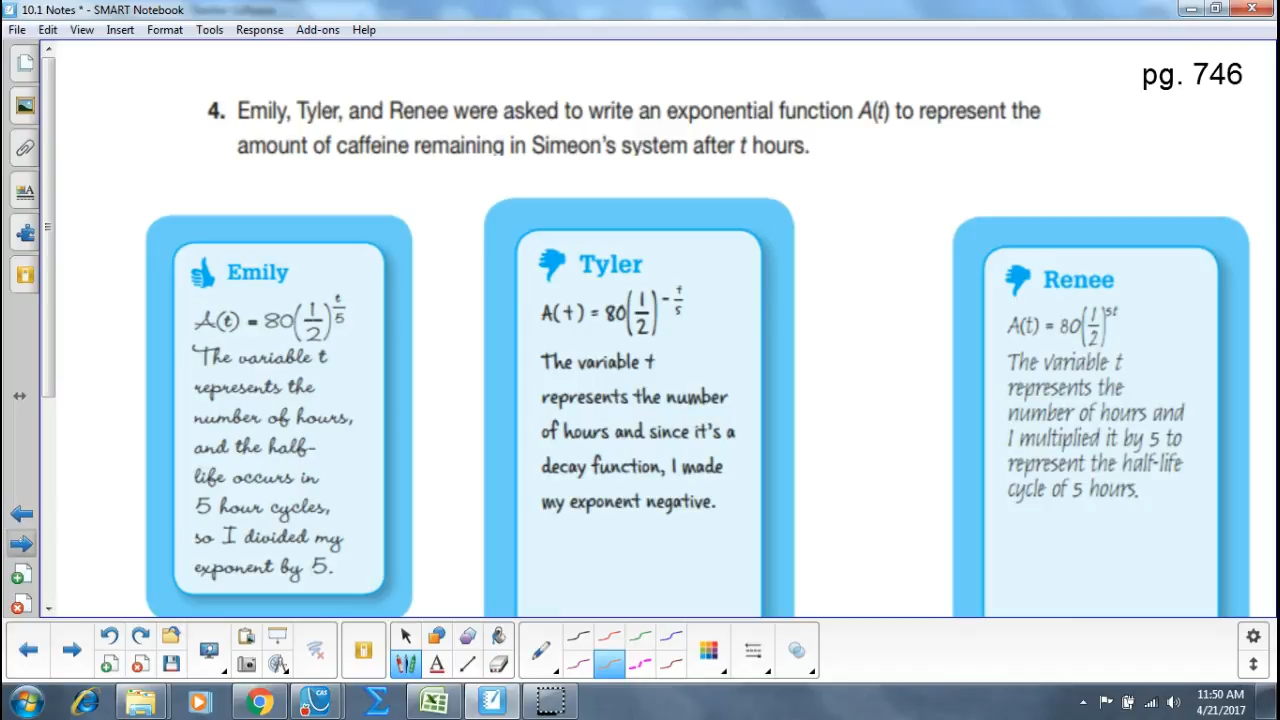 10.1 Notes * - SMART Notebook
File Edit View Insert Format Tools Response Add-ons Help
pg. 746
4. Emily, Tyler, and Renee were asked to write an exponential function A(t) to represent the
amount of caffeine remaining in Simeon's system after t hours.
Emily
A(t) = 80(1/2)^(t/5)
The variable t
represents the
number of hours,
and the half-
life occurs in
5 hour cycles,
so I divided my
exponent by 5.
Tyler
A(t) = 80(1/2)^(-t/5)
The variable t
represents the number
of hours and since it's a
decay function, I made
my exponent negative.
Renee
A(t) = 80(1/2)^(5t)
The variable t
represents the
number of hours and
I multiplied it by 5 to
represent the half-life
cycle of 5 hours.
A
CAS
11:50 AM
4/21/2017